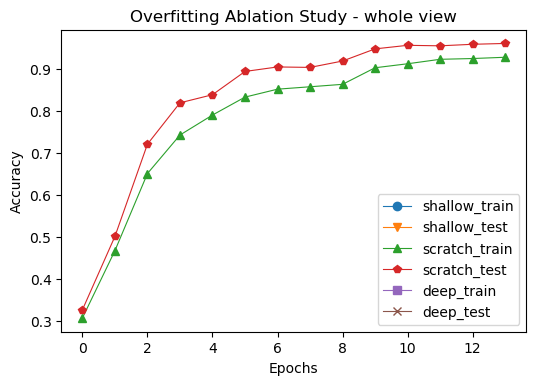 Overfitting Ablation Study - whole view
Accuracy
0.9
0.8
0.7
0.6
0.5
0.4
0.3
shallow_train
shallow_test
scratch_train
scratch_test
deep_train
deep_test
0 2 4 6 8 10 12
Epochs